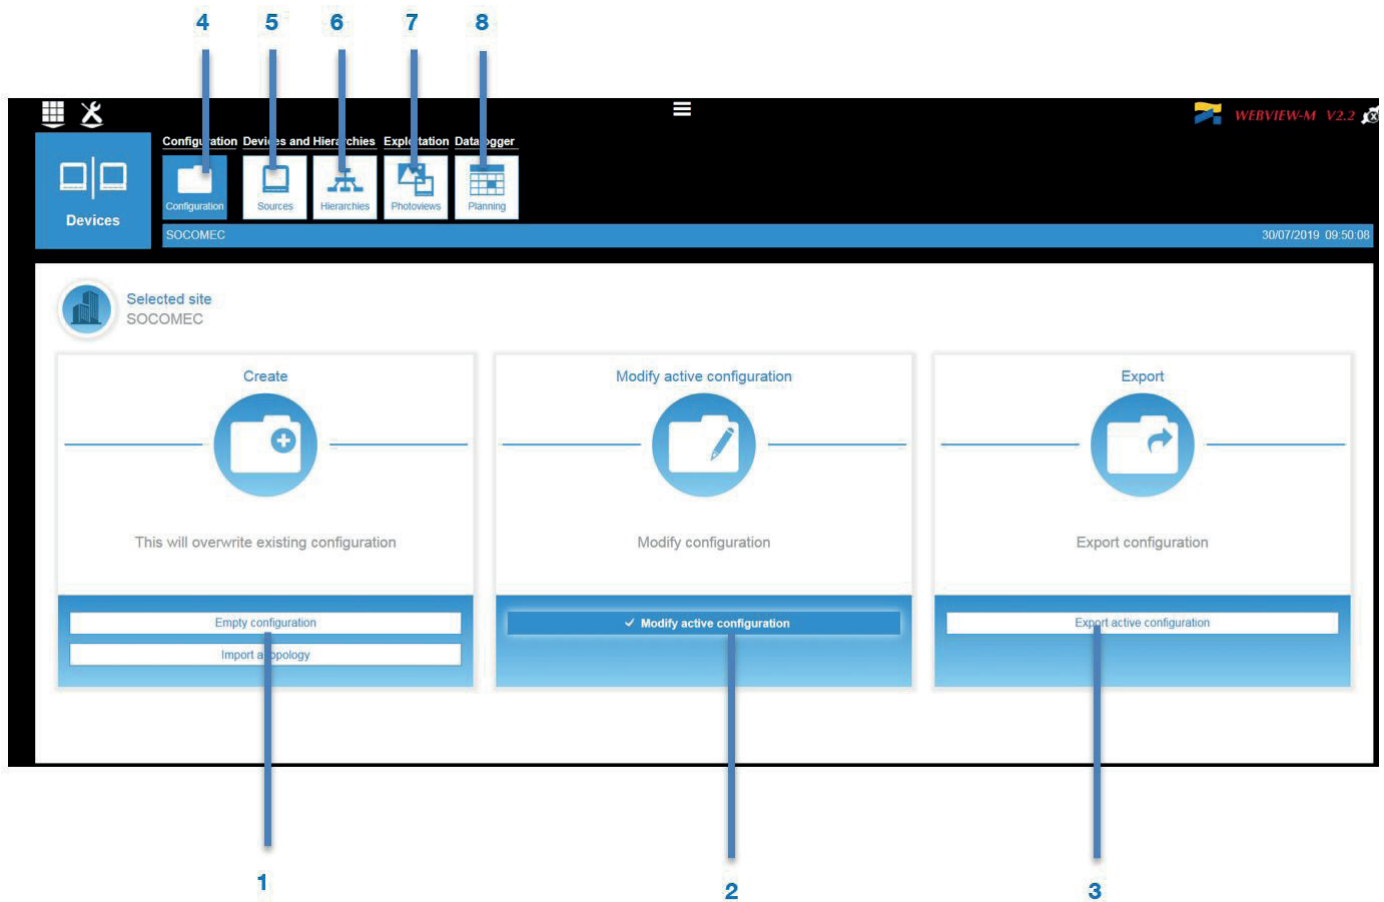 4 5 6 7 8
WEBVIEW-M V2.2
Configuration Devices and Hierarchies Exploitation Datalogger
Configuration Sources Hierarchies Photoviews Planning
Devices
SOCOMEC 30/07/2019 09:50:08
Selected site
SOCOMEC
Create Modify active configuration Export
This will overwrite existing configuration Modify configuration Export configuration
Empty configuration ✓ Modify active configuration Export active configuration
Import a topology
1 2 3